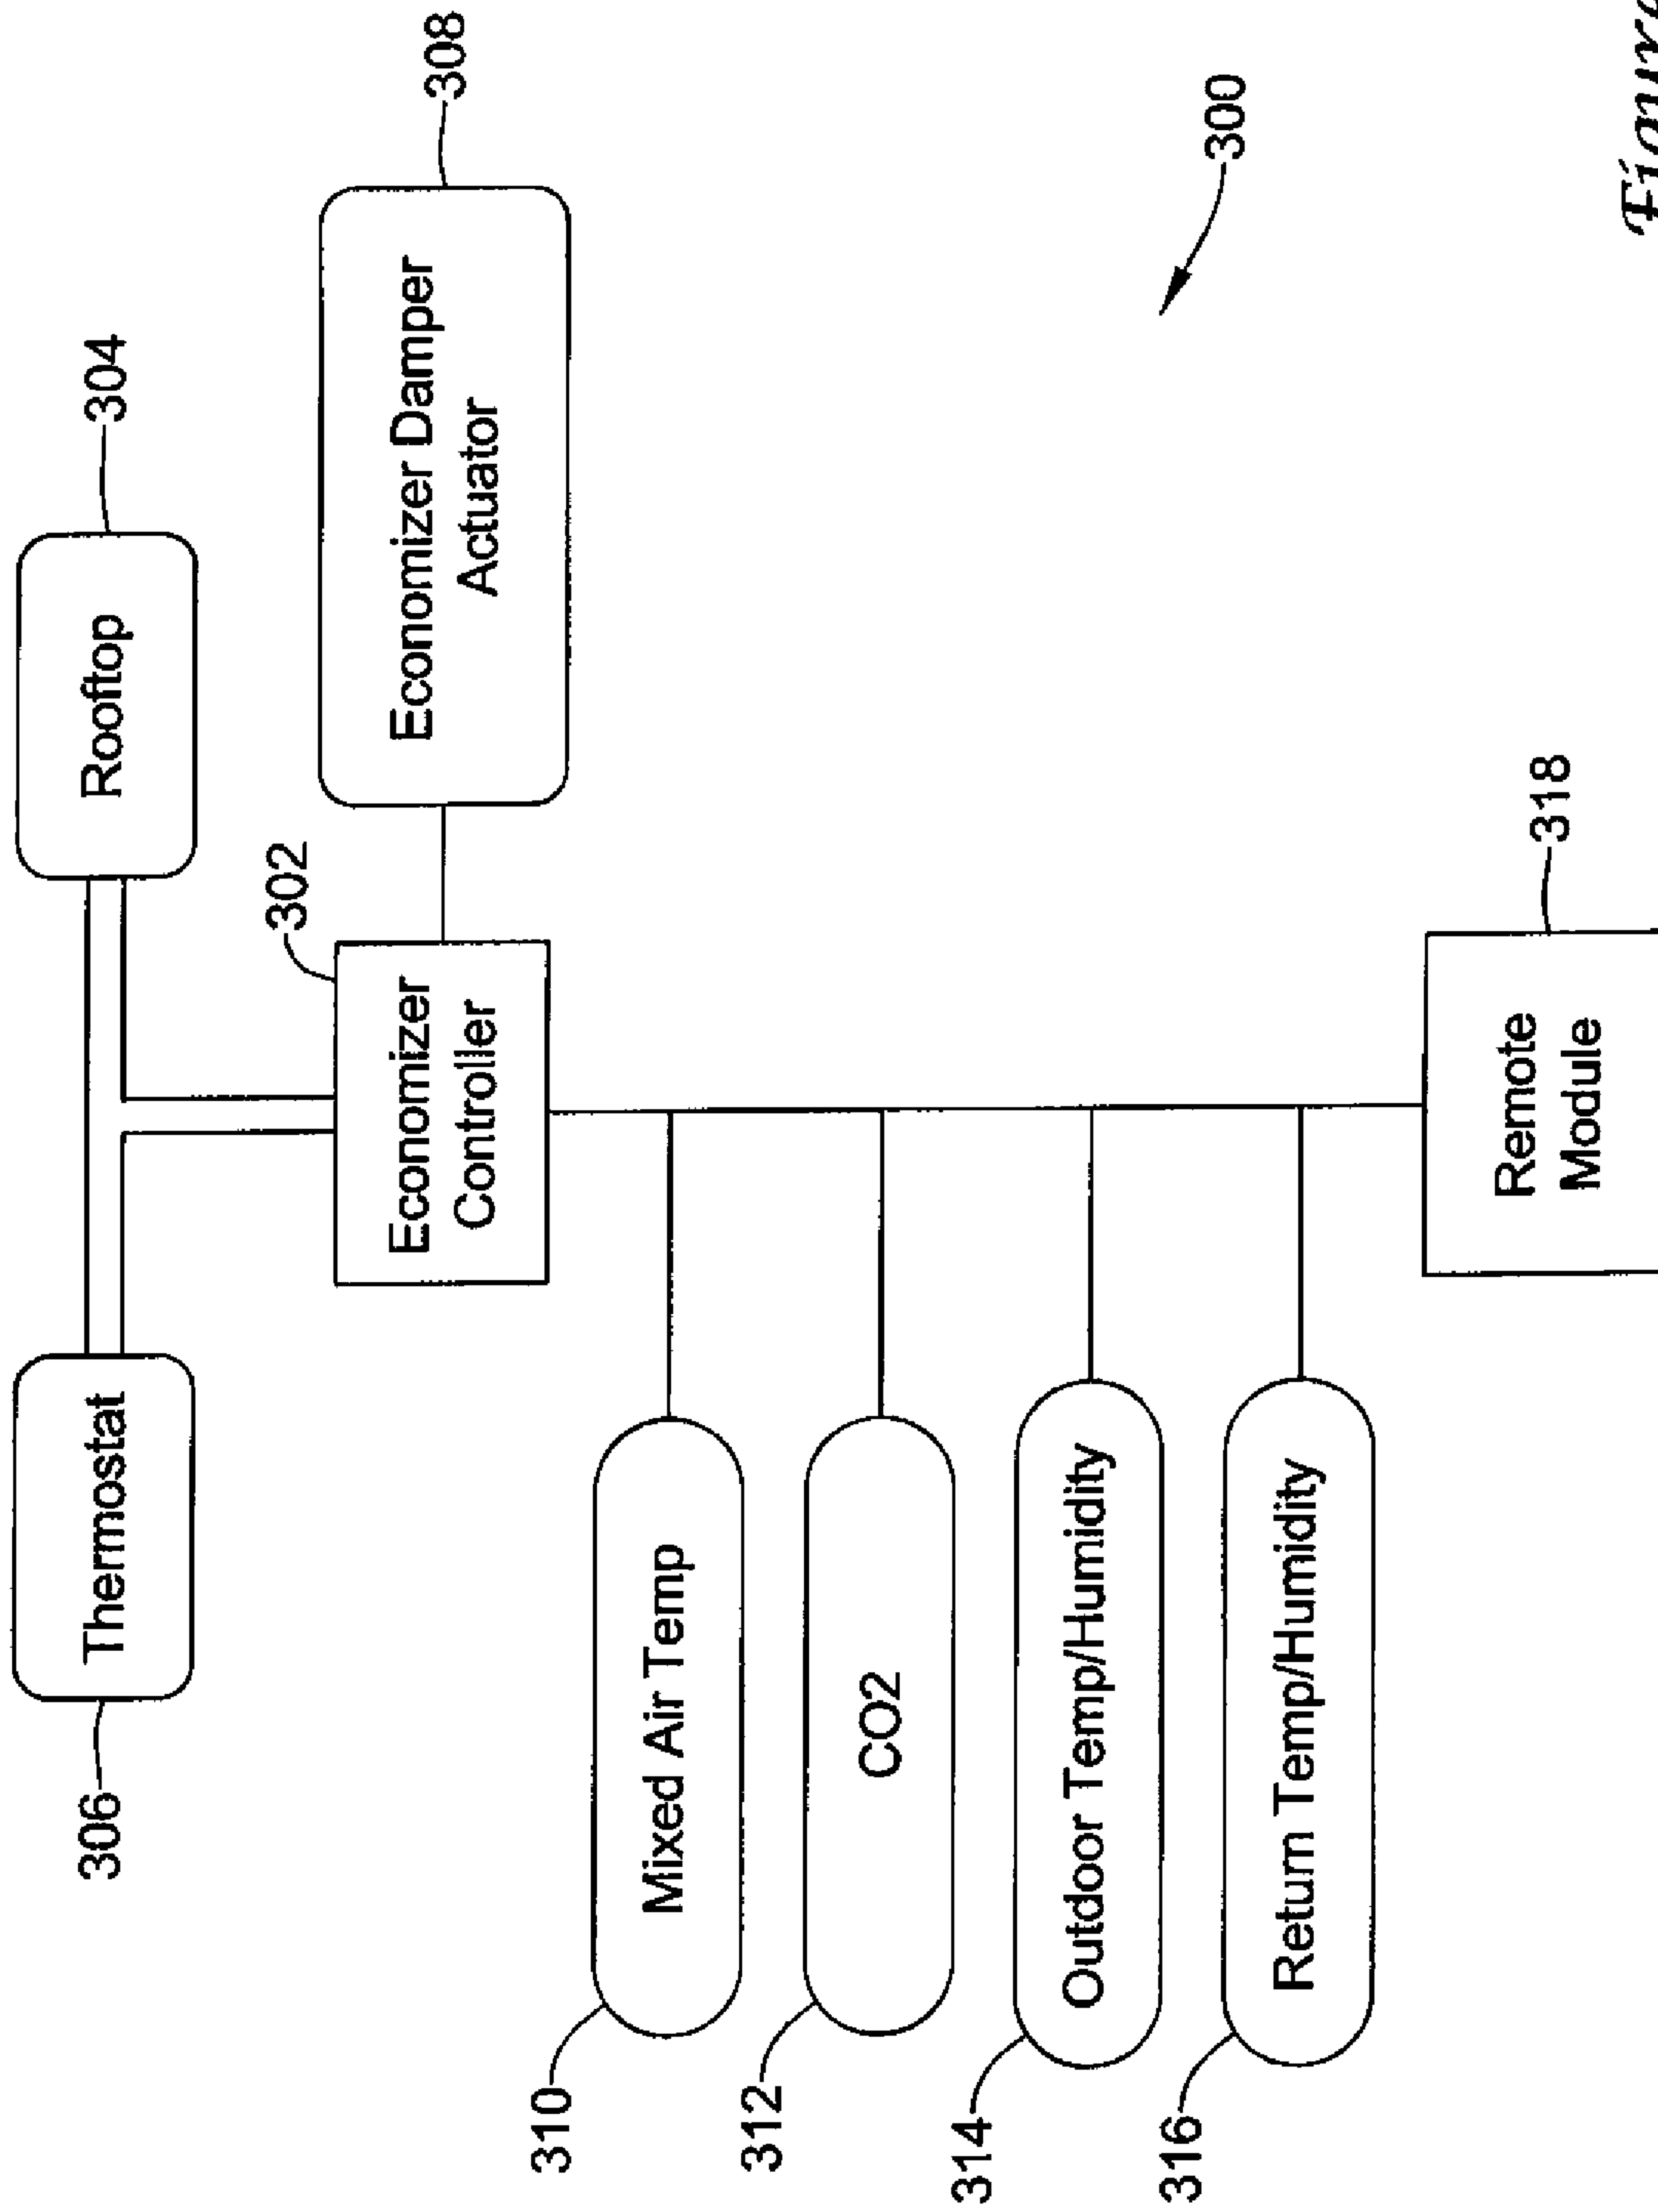 306
Thermostat
Rooftop
304
302
Economizer
Controller
Economizer Damper
Actuator
308
310
Mixed Air Temp
312
CO2
314
Outdoor Temp/Humidity
316
Return Temp/Humidity
300
Remote
Module
318